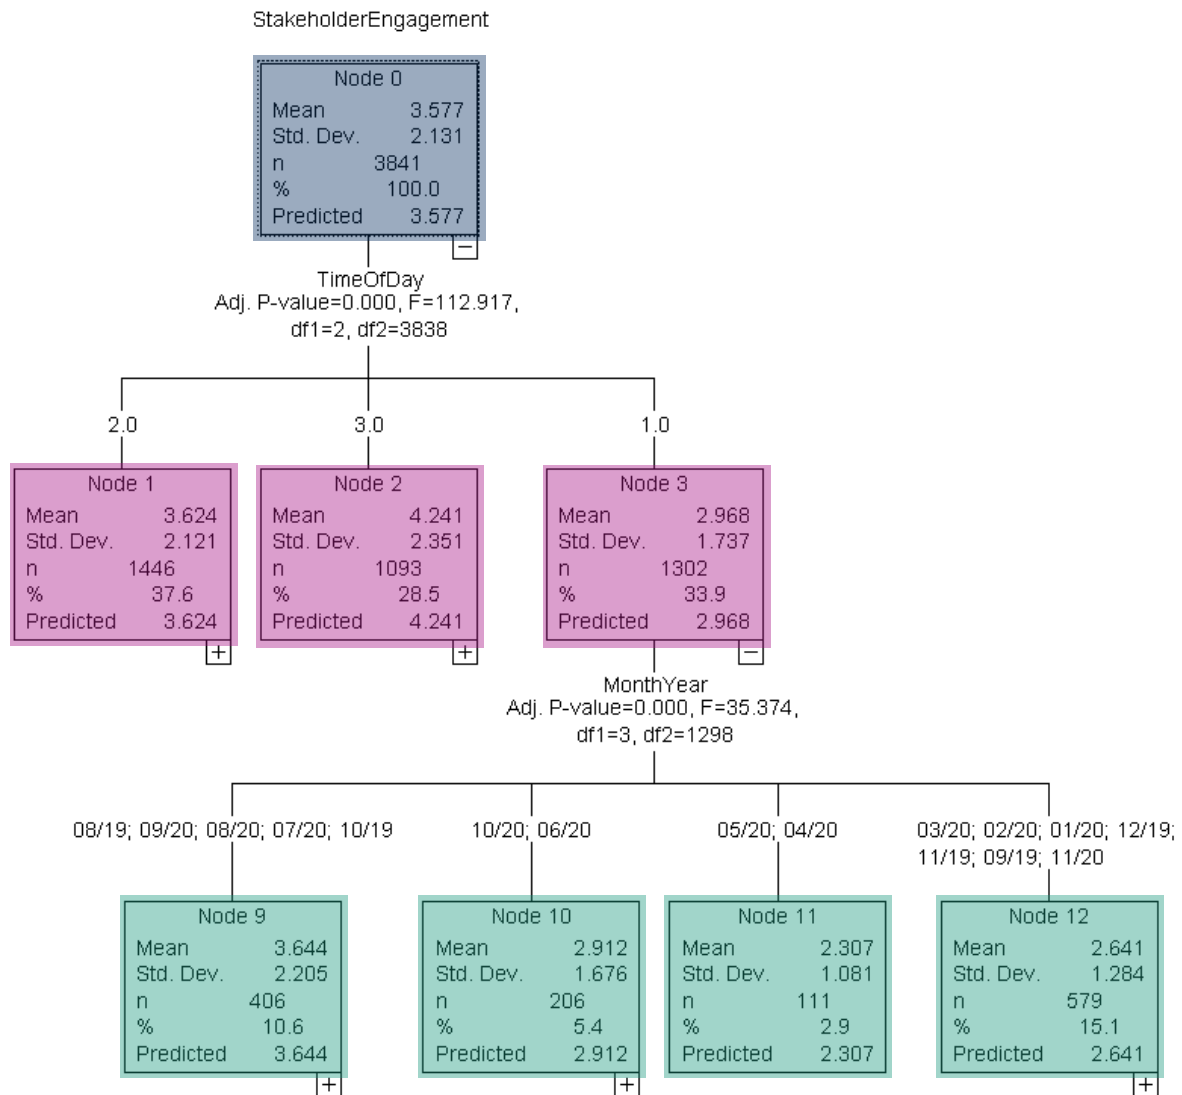 StakeholderEngagement
Node 0
Mean 3.577
Std. Dev. 2.131
n 3841
% 100.0
Predicted 3.577
TimeOfDay
Adj. P-value=0.000, F=112.917,
df1=2, df2=3838
2.0
3.0
1.0
Node 1
Mean 3.624
Std. Dev. 2.121
n 1446
% 37.6
Predicted 3.624
Node 2
Mean 4.241
Std. Dev. 2.351
n 1093
% 28.5
Predicted 4.241
Node 3
Mean 2.968
Std. Dev. 1.737
n 1302
% 33.9
Predicted 2.968
MonthYear
Adj. P-value=0.000, F=35.374,
df1=3, df2=1298
08/19; 09/20; 08/20; 07/20; 10/19
10/20; 06/20
05/20; 04/20
03/20; 02/20; 01/20; 12/19;
11/19; 09/19; 11/20
Node 9
Mean 3.644
Std. Dev. 2.205
n 406
% 10.6
Predicted 3.644
Node 10
Mean 2.912
Std. Dev. 1.676
n 206
% 5.4
Predicted 2.912
Node 11
Mean 2.307
Std. Dev. 1.081
n 111
% 2.9
Predicted 2.307
Node 12
Mean 2.641
Std. Dev. 1.284
n 579
% 15.1
Predicted 2.641